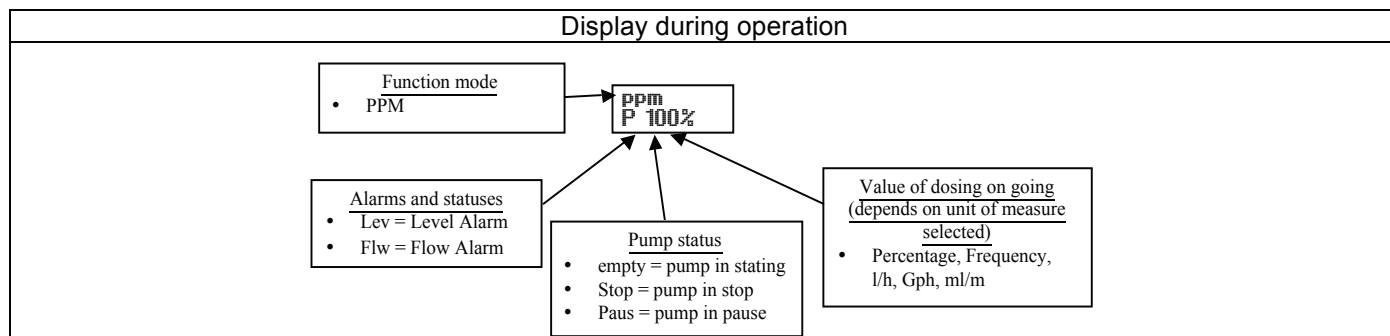 Display during operation
Function mode
• PPM
ppm
P 100%
Alarms and statuses
• Lev = Level Alarm
• Flw = Flow Alarm
Pump status
• empty = pump in stating
• Stop = pump in stop
• Paus = pump in pause
Value of dosing on going
(depends on unit of measure
selected)
• Percentage, Frequency,
l/h, Gph, ml/m